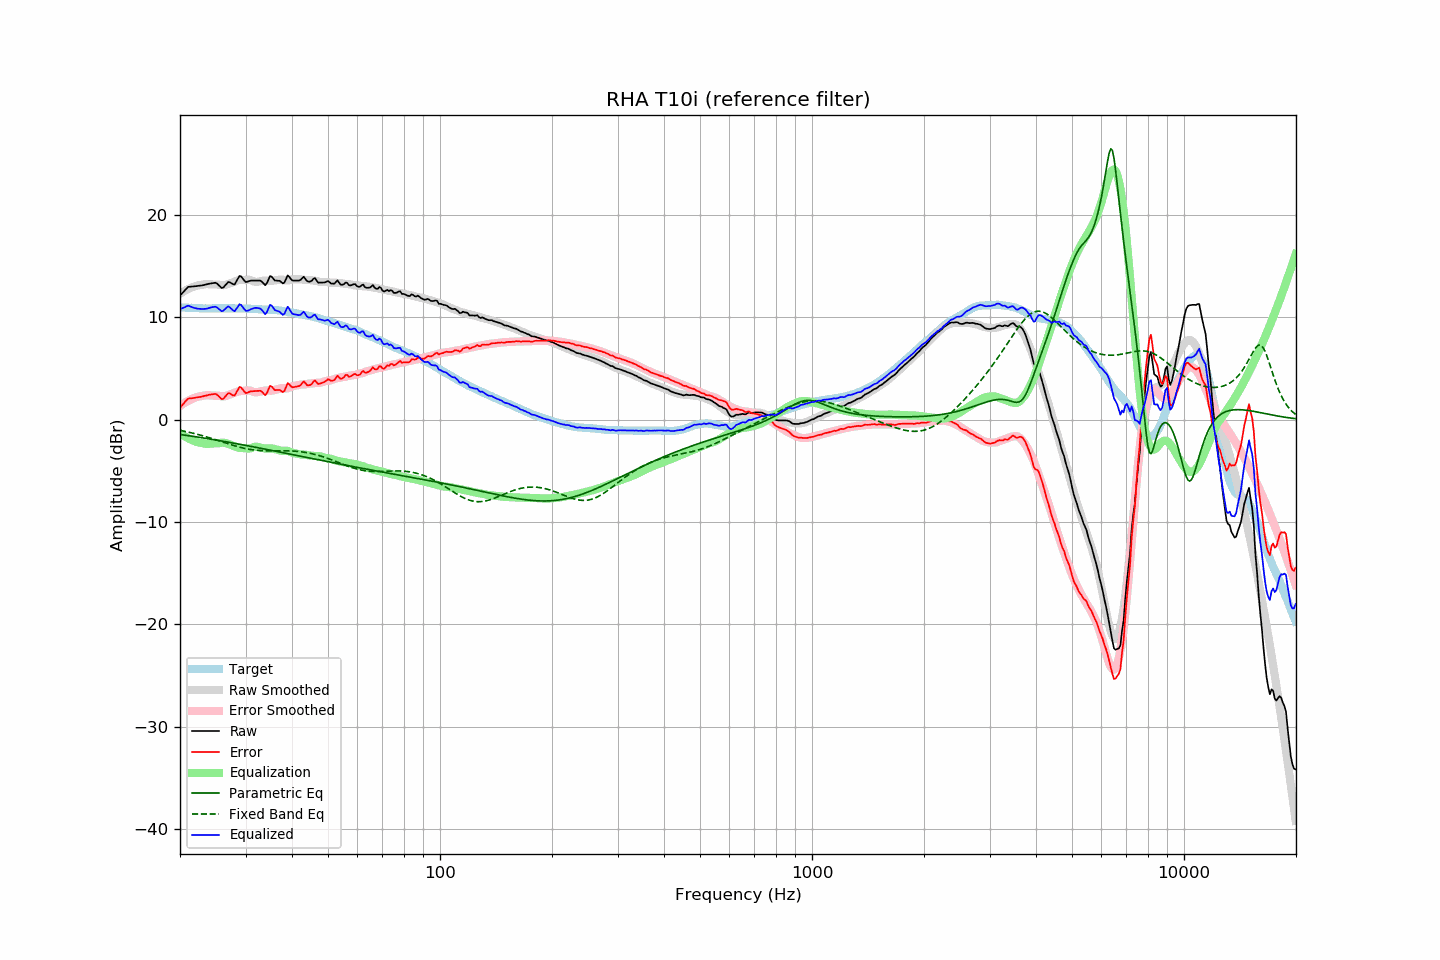 RHA T10i (reference filter)
20
10
0
−10
−20
−30
−40
Amplitude (dBr)
Target
Raw Smoothed
Error Smoothed
Raw
Error
Equalization
Parametric Eq
Fixed Band Eq
Equalized
100
1000
10000
Frequency (Hz)